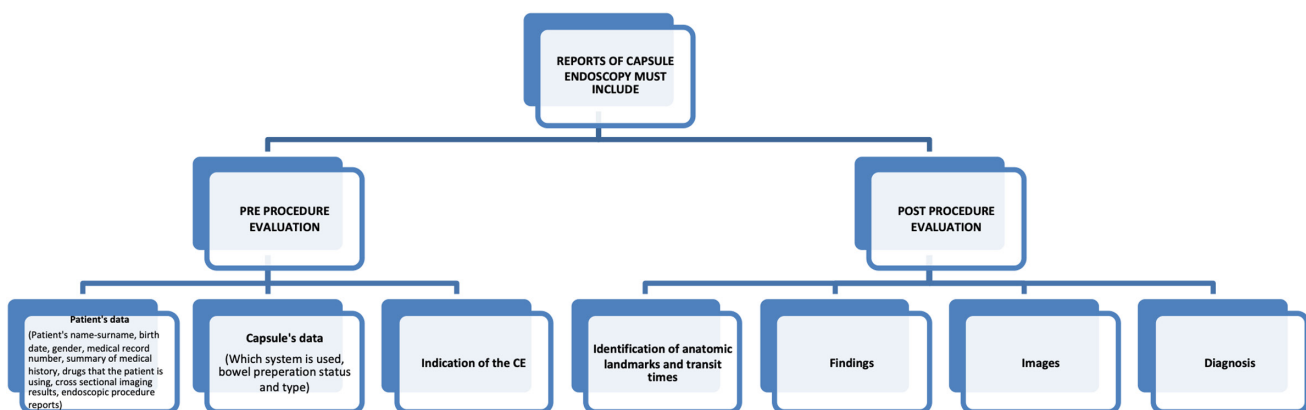 REPORTS OF CAPSULE
ENDOSCOPY MUST
INCLUDE
PRE PROCEDURE
EVALUATION
POST PROCEDURE
EVALUATION
Patient's data
(Patient's name-surname, birth
date, gender, medical record
number, summary of medical
history, drugs that the patient is
using, cross sectional imaging
results, endoscopic procedure
reports)
Capsule's data
(Which system is used,
bowel preperation status
and type)
Indication of the CE
Identification of anatomic
landmarks and transit
times
Findings
Images
Diagnosis